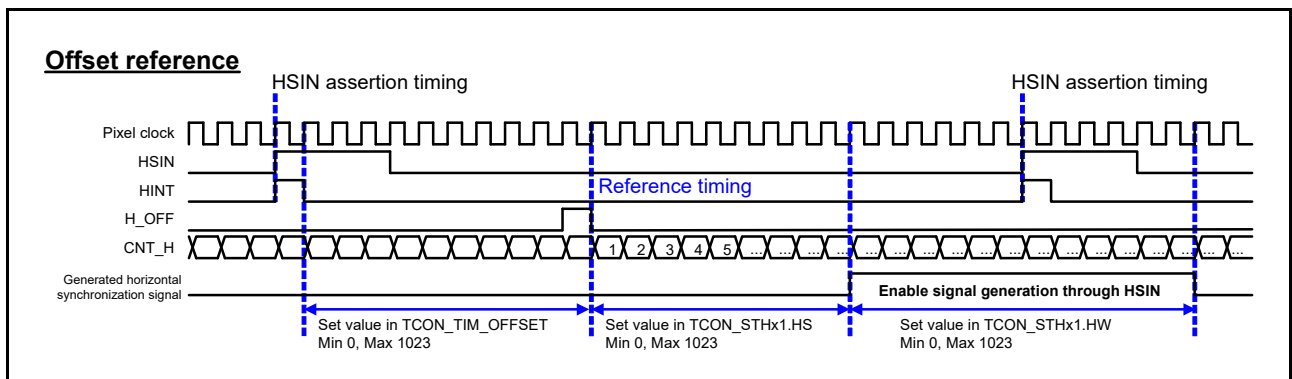 Offset reference
HSIN assertion timing HSIN assertion timing
Pixel clock
HSIN
HINT
Reference timing
H_OFF
CNT_H 1 2 3 4 5 ... ... ... ... ... ... ... ... ... ... ... ... ... ... ... ... ... ...
Generated horizontal
synchronization signal
Enable signal generation through HSIN
Set value in TCON_TIM_OFFSET Set value in TCON_STHx1.HS Set value in TCON_STHx1.HW
Min 0, Max 1023 Min 0, Max 1023 Min 0, Max 1023